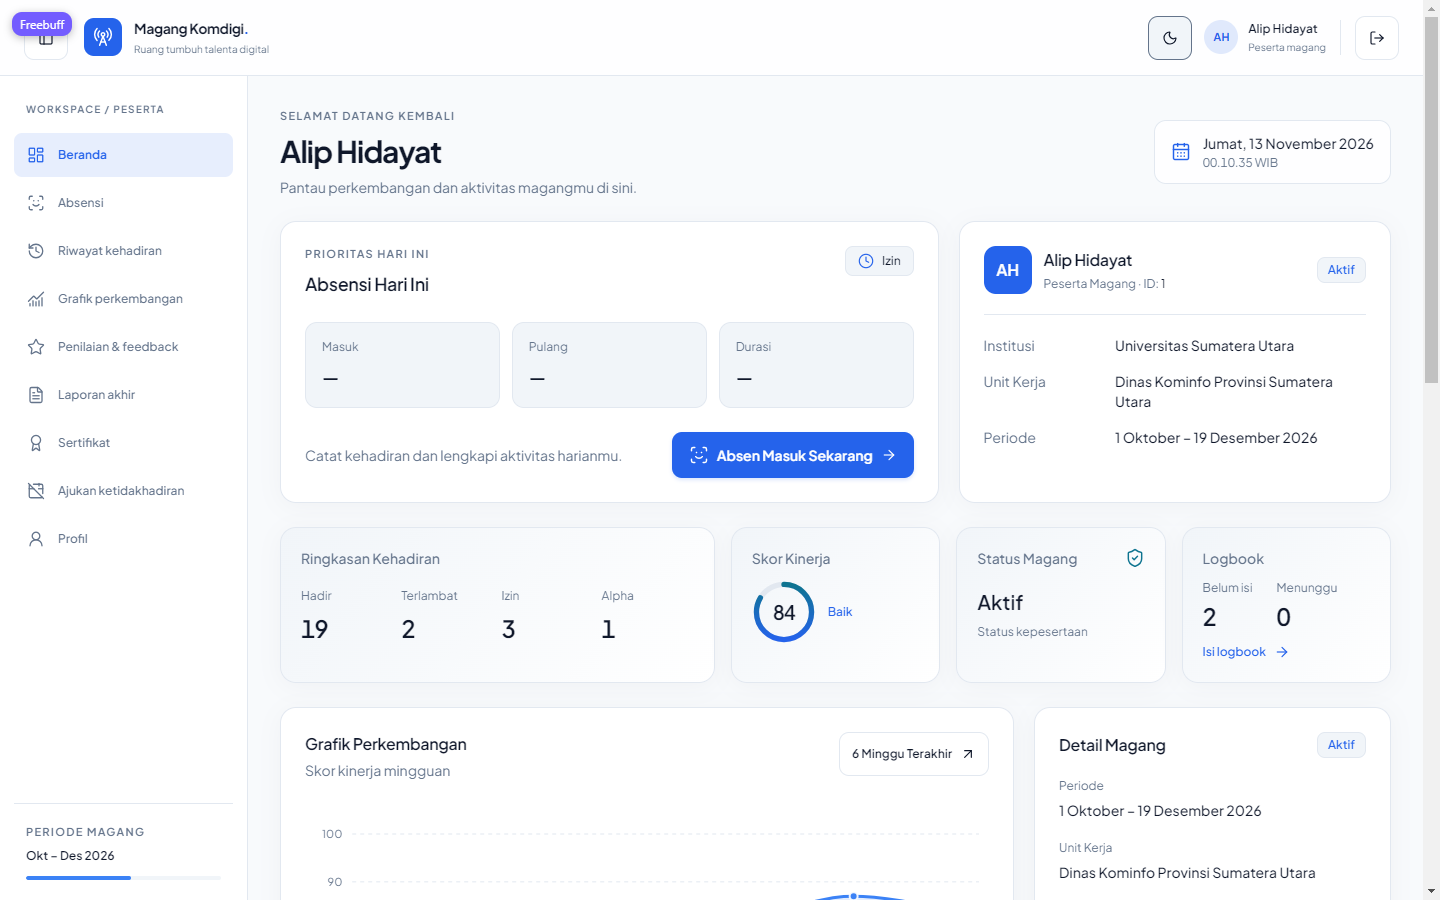 Freebuff
Magang Komdigi.
Ruang tumbuh talenta digital
AH
Alip Hidayat
Peserta magang
WORKSPACE / PESERTA
Beranda
Absensi
Riwayat kehadiran
Grafik perkembangan
Penilaian & feedback
Laporan akhir
Sertifikat
Ajukan ketidakhadiran
Profil
PERIODE MAGANG
Okt – Des 2026
SELAMAT DATANG KEMBALI
Alip Hidayat
Pantau perkembangan dan aktivitas magangmu di sini.
Jumat, 13 November 2026
00.10.35 WIB
PRIORITAS HARI INI
Absensi Hari Ini
Izin
Masuk
—
Pulang
—
Durasi
—
Catat kehadiran dan lengkapi aktivitas harianmu.
Absen Masuk Sekarang
AH
Alip Hidayat
Peserta Magang · ID: 1
Aktif
Institusi
Universitas Sumatera Utara
Unit Kerja
Dinas Kominfo Provinsi Sumatera
Utara
Periode
1 Oktober – 19 Desember 2026
Ringkasan Kehadiran
Hadir
19
Terlambat
2
Izin
3
Alpha
1
Skor Kinerja
84
Baik
Status Magang
Aktif
Status kepesertaan
Logbook
Belum isi
2
Menunggu
0
Isi logbook
Grafik Perkembangan
Skor kinerja mingguan
6 Minggu Terakhir
100
90
Detail Magang
Aktif
Periode
1 Oktober – 19 Desember 2026
Unit Kerja
Dinas Kominfo Provinsi Sumatera Utara